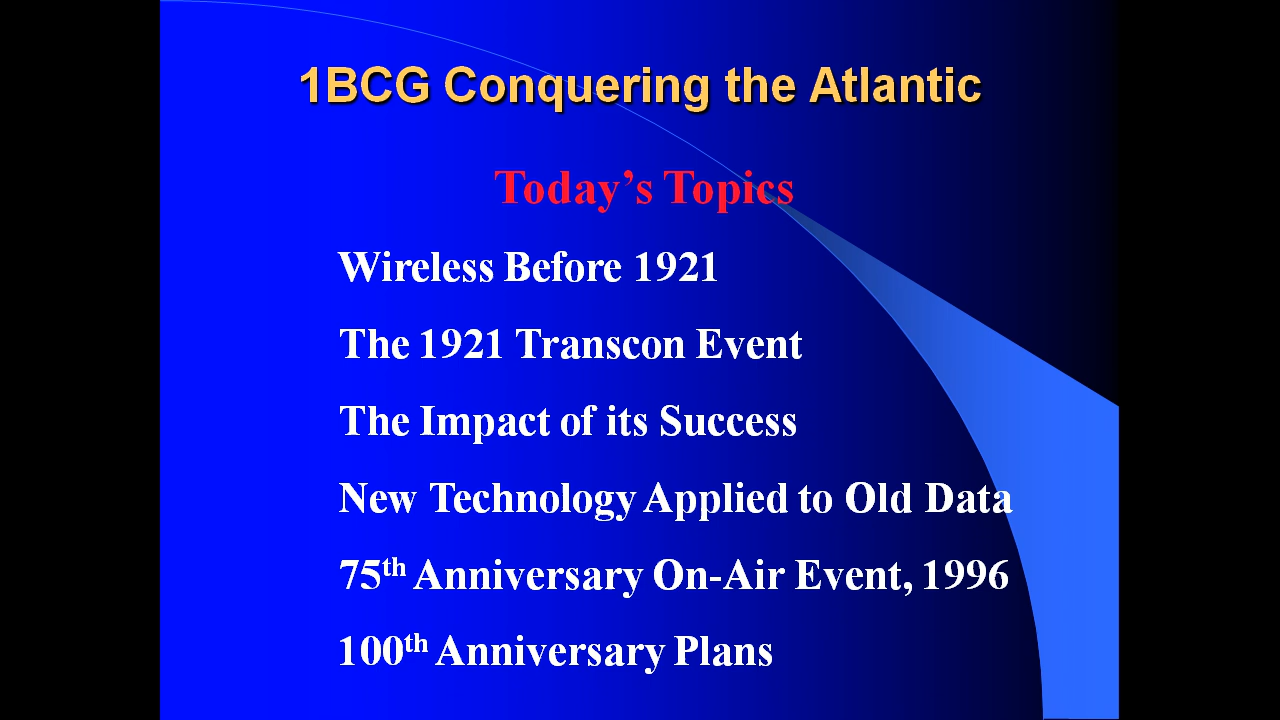 1BCG Conquering the Atlantic
Today’s Topics
Wireless Before 1921
The 1921 Transcon Event
The Impact of its Success
New Technology Applied to Old Data
75th Anniversary On-Air Event, 1996
100th Anniversary Plans